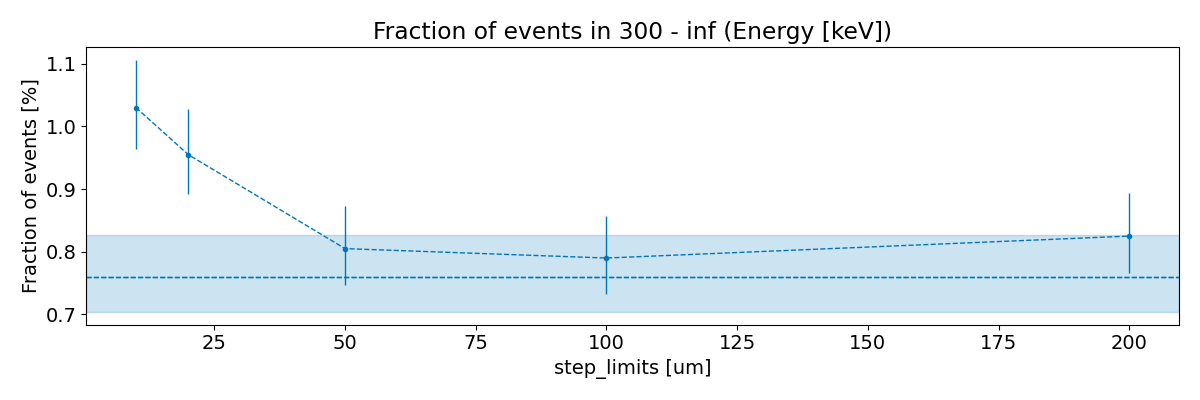 Fraction of events in 300 - inf (Energy [keV])
Fraction of events [%]
1.1
1.0
0.9
0.8
0.7
25 50 75 100 125 150 175 200
step_limits [um]